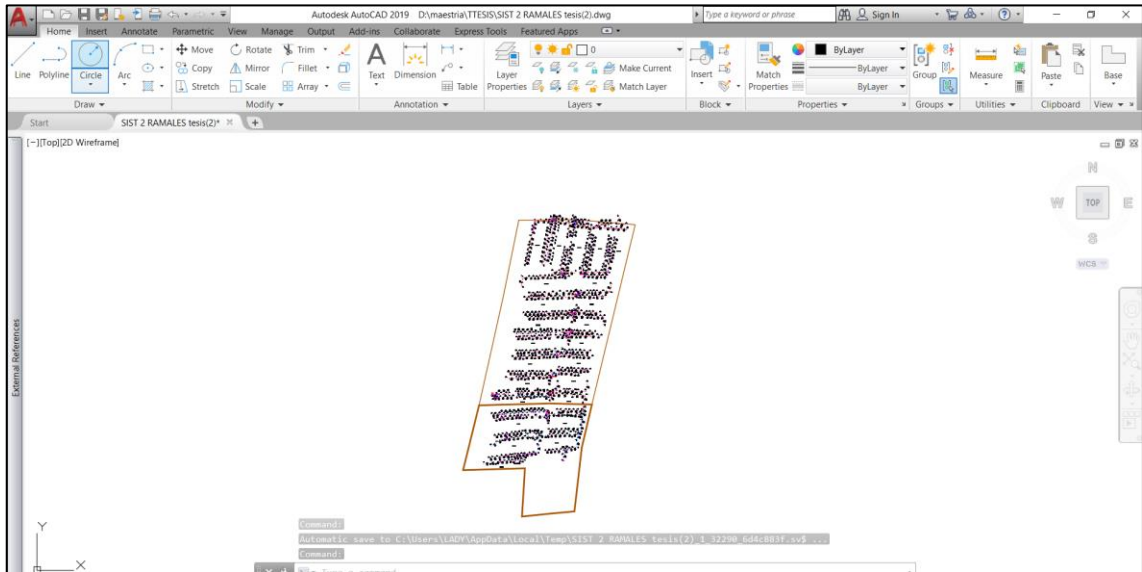 Autodesk AutoCAD 2019 D:\maestria\TTESIS\SIST 2 RAMALES tesis(2).dwg
Type a keyword or phrase
Sign In
Home Insert Annotate Parametric View Manage Output Add-ins Collaborate Express Tools Featured Apps
Line Polyline Circle Arc
Move Rotate Trim
Copy Mirror Fillet
Stretch Scale Array
Text Dimension
Table
Layer Properties
0
Make Current
Match Layer
Insert
Match Properties
ByLayer
ByLayer
ByLayer
Group
Measure
Paste
Base
Draw Modify Annotation Layers Block Properties Groups Utilities Clipboard View
Start SIST 2 RAMALES tesis(2)*
[−][Top][2D Wireframe]
N
W TOP E
S
WCS
External References
Y
X
Command:
Automatic save to C:\Users\LADY\AppData\Local\Temp\SIST 2 RAMALES tesis(2)_1_32290_6d4c803f.sv$ ...
Command:
Type a command